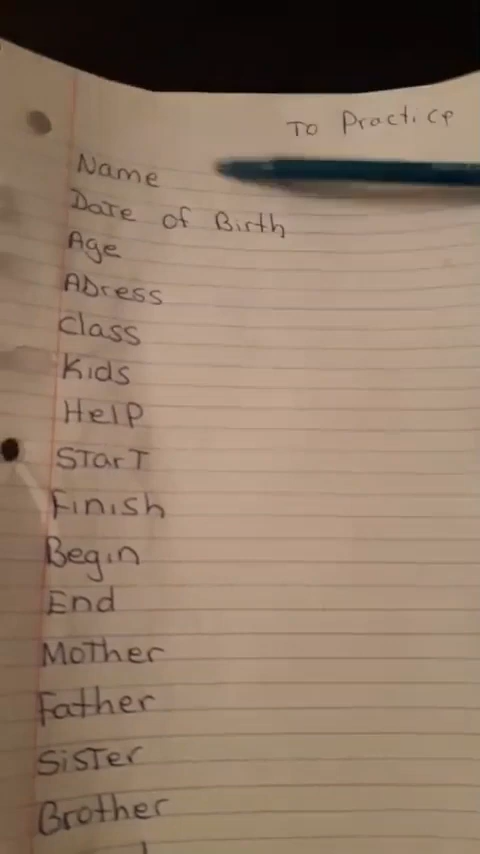 To Practice
Name
Date of Birth
Age
ADress
Class
Kids
Help
Start
Finish
Begin
End
Mother
Father
Sister
Brother